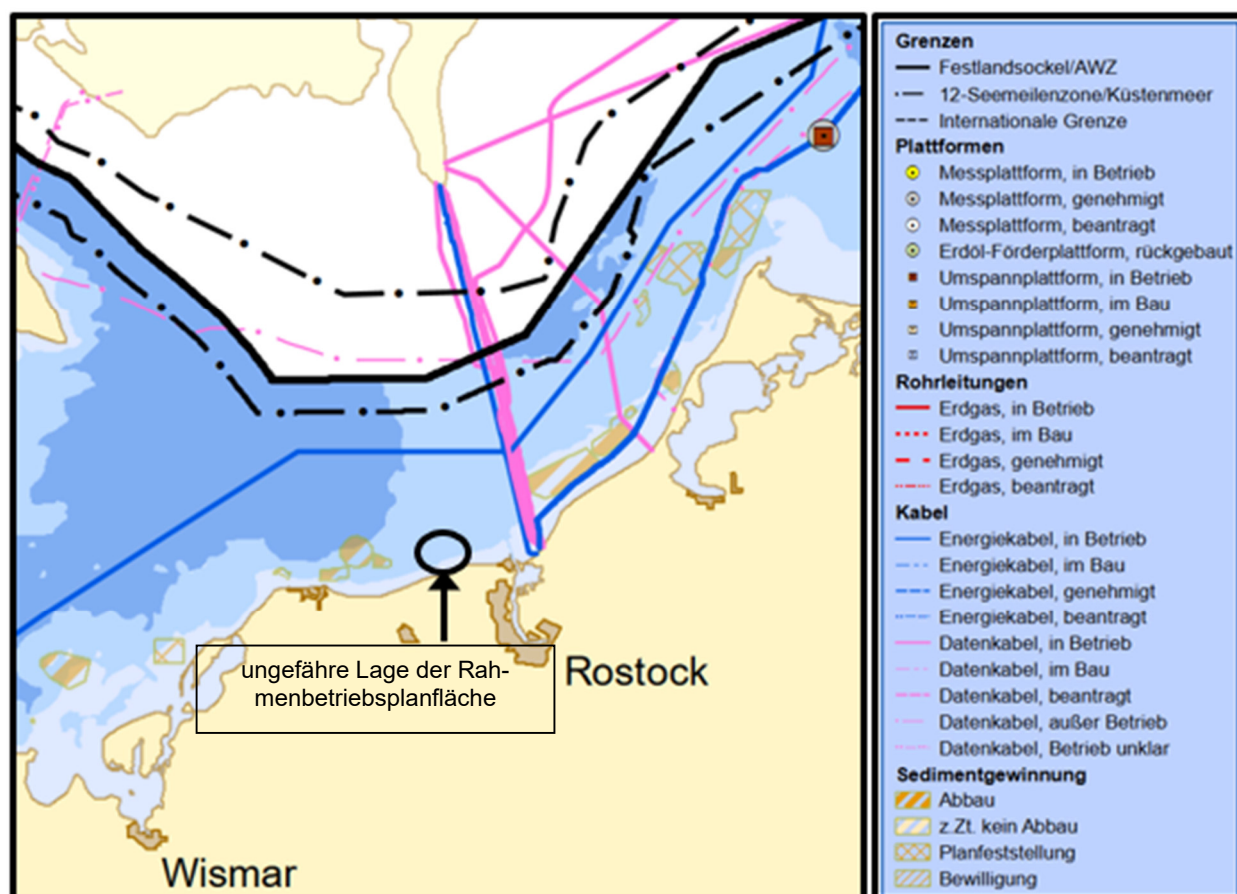 ungefähre Lage der Rah-
menbetriebsplanfläche
Rostock
Wismar
Grenzen
Festlandsockel/AWZ
12-Seemeilenzone/Küstenmeer
Internationale Grenze
Plattformen
Messplattform, in Betrieb
Messplattform, genehmigt
Messplattform, beantragt
Erdöl-Förderplattform, rückgebaut
Umspannplattform, in Betrieb
Umspannplattform, im Bau
Umspannplattform, genehmigt
Umspannplattform, beantragt
Rohrleitungen
Erdgas, in Betrieb
Erdgas, im Bau
Erdgas, genehmigt
Erdgas, beantragt
Kabel
Energiekabel, in Betrieb
Energiekabel, im Bau
Energiekabel, genehmigt
Energiekabel, beantragt
Datenkabel, in Betrieb
Datenkabel, im Bau
Datenkabel, beantragt
Datenkabel, außer Betrieb
Datenkabel, Betrieb unklar
Sedimentgewinnung
Abbau
z.Zt. kein Abbau
Planfeststellung
Bewilligung